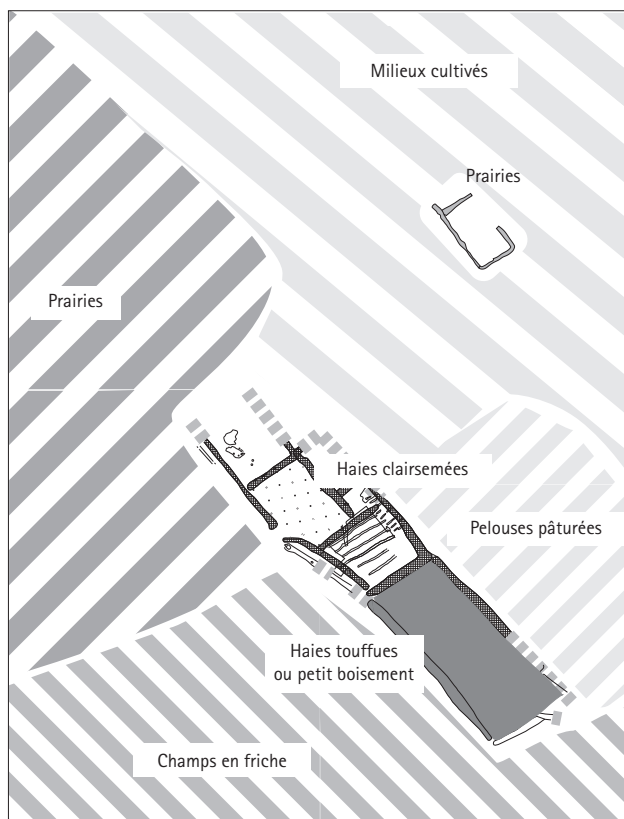 Milieux cultivés
Prairies
Prairies
Haies clairsemées
Pelouses pâturées
Haies touffues
ou petit boisement
Champs en friche